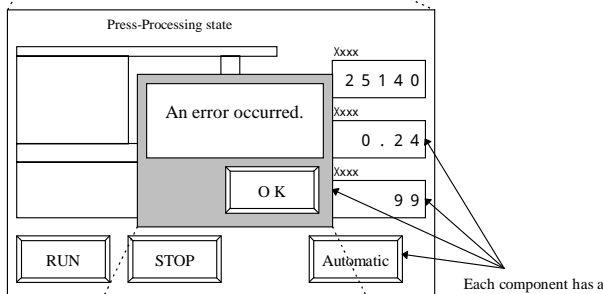 Press-Processing state
Xxxx
25140
An error occurred.
Xxxx
0.24
Xxxx
OK
99
RUN
STOP
Automatic
Each component has a